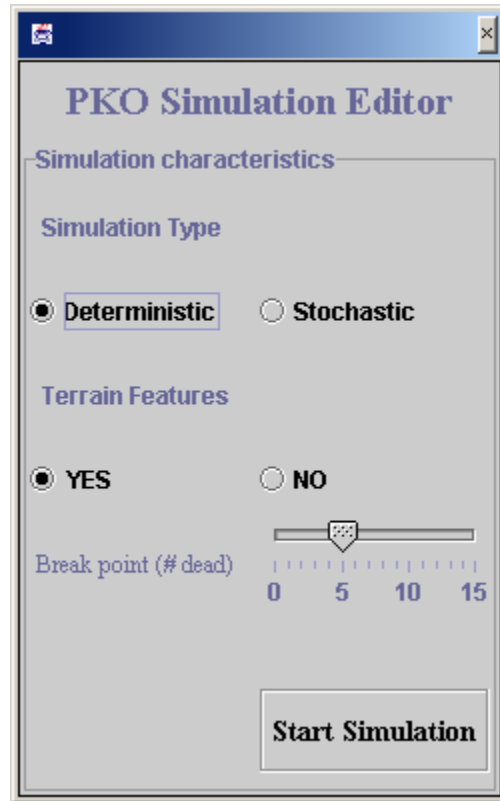 PKO Simulation Editor
Simulation characteristics
Simulation Type
Deterministic Stochastic
Terrain Features
YES NO
Break point (# dead)
0 5 10 15
Start Simulation